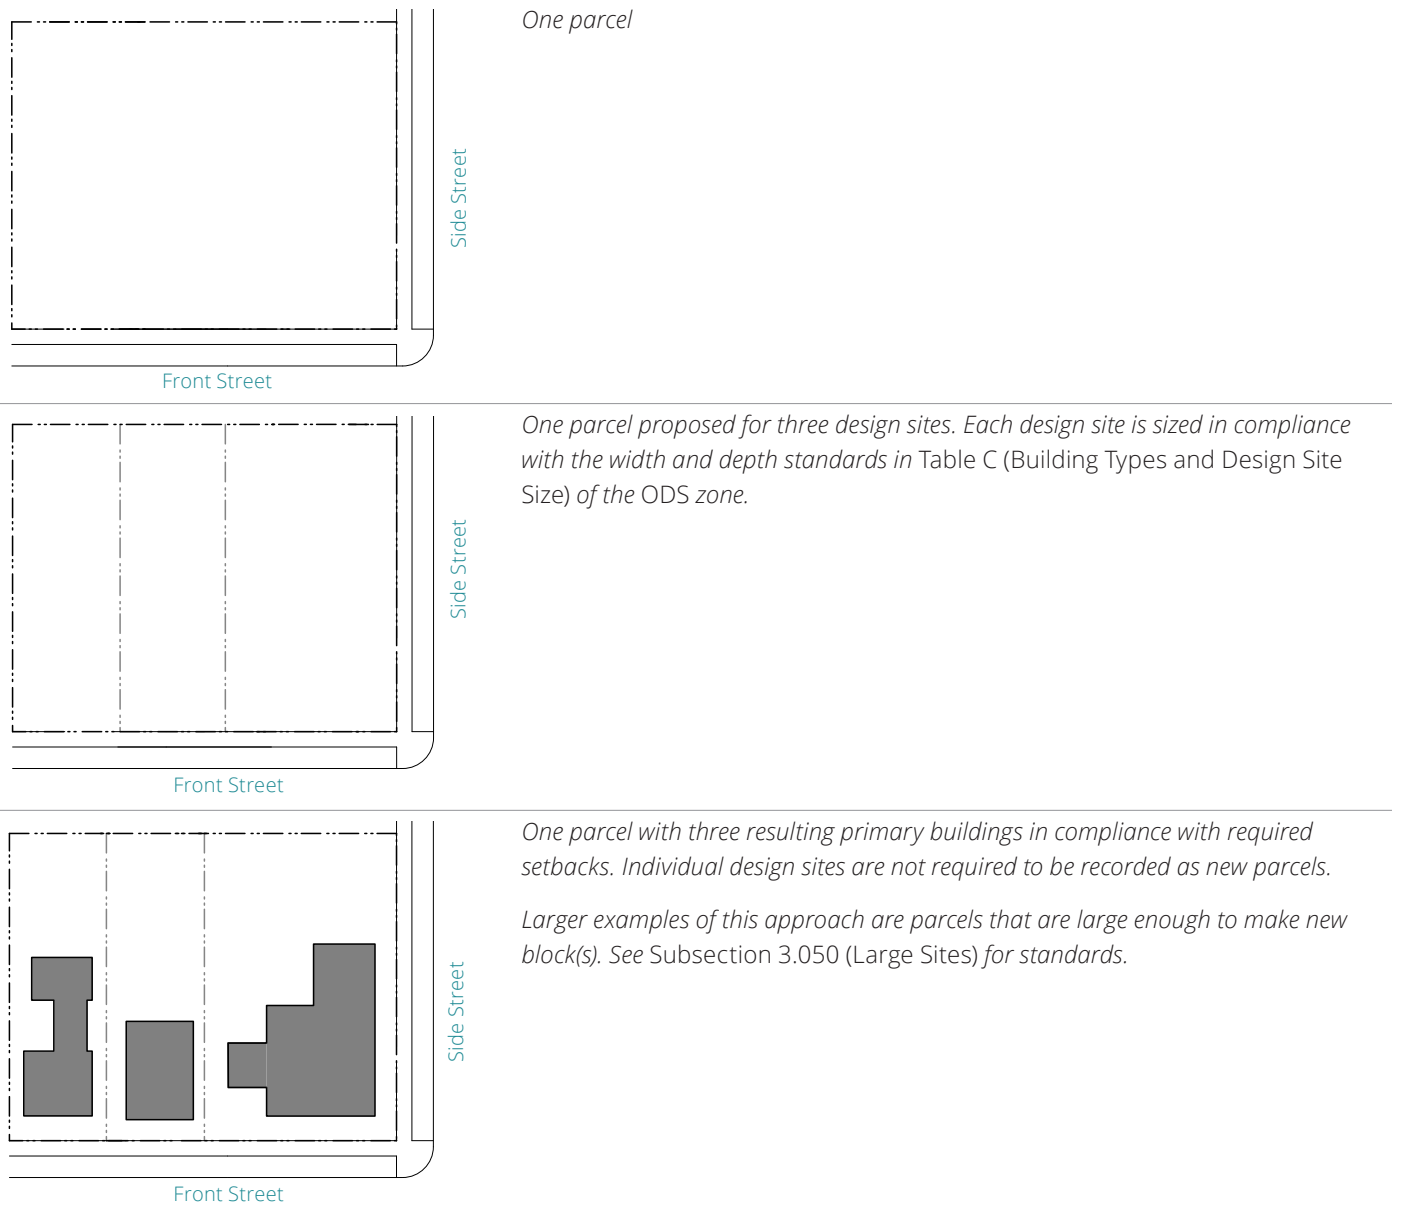 One parcel
Side Street
Front Street
One parcel proposed for three design sites. Each design site is sized in compliance
with the width and depth standards in Table C (Building Types and Design Site
Size) of the ODS zone.
Side Street
Front Street
One parcel with three resulting primary buildings in compliance with required
setbacks. Individual design sites are not required to be recorded as new parcels.
Larger examples of this approach are parcels that are large enough to make new
block(s). See Subsection 3.050 (Large Sites) for standards.
Side Street
Front Street